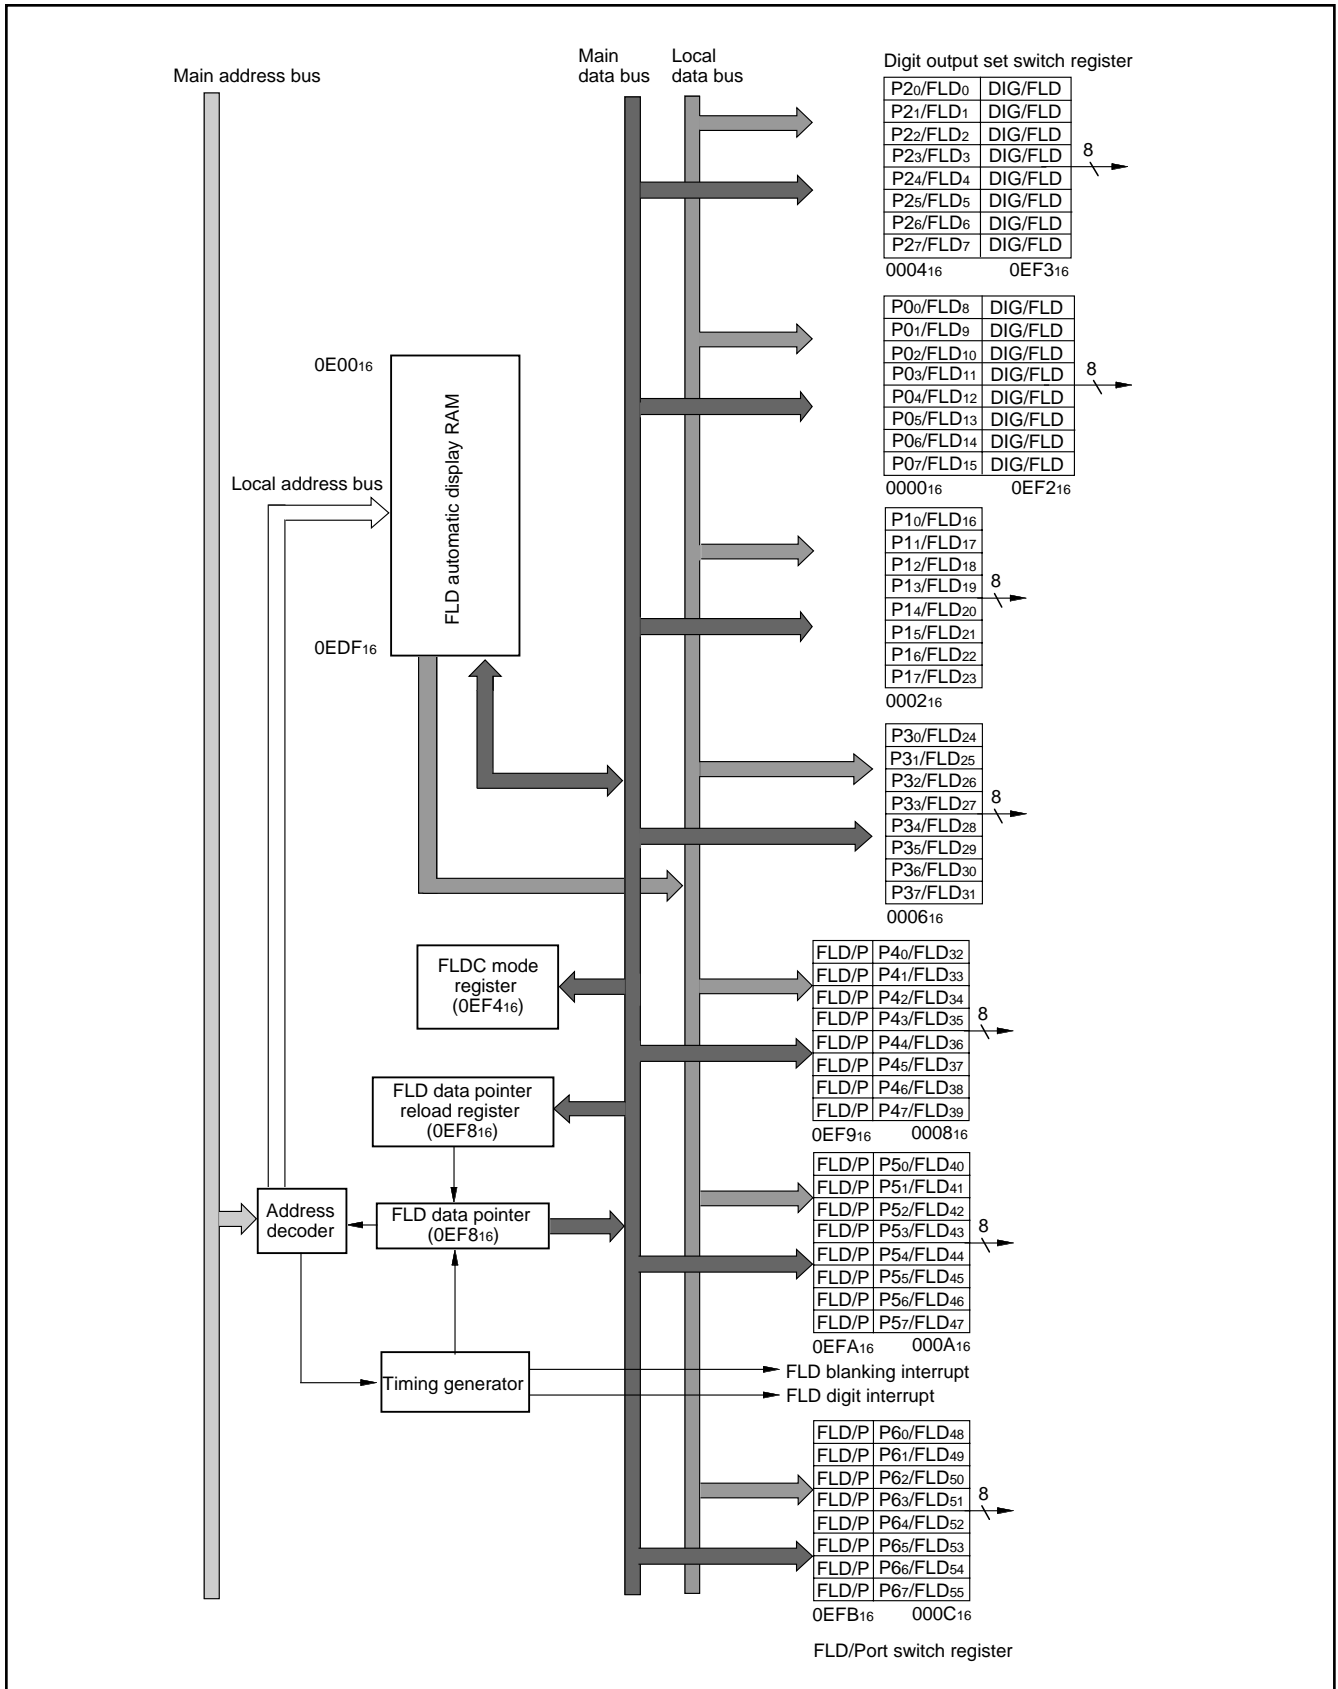 Main address bus
Main
data bus
Local
data bus
Digit output set switch register
P2₀/FLD₀ DIG/FLD
P2₁/FLD₁ DIG/FLD
P2₂/FLD₂ DIG/FLD
P2₃/FLD₃ DIG/FLD
P2₄/FLD₄ DIG/FLD
P2₅/FLD₅ DIG/FLD
P2₆/FLD₆ DIG/FLD
P2₇/FLD₇ DIG/FLD
8
0004₁₆ 0EF3₁₆
P0₀/FLD₈ DIG/FLD
P0₁/FLD₉ DIG/FLD
P0₂/FLD₁₀ DIG/FLD
P0₃/FLD₁₁ DIG/FLD
P0₄/FLD₁₂ DIG/FLD
P0₅/FLD₁₃ DIG/FLD
P0₆/FLD₁₄ DIG/FLD
P0₇/FLD₁₅ DIG/FLD
8
0000₁₆ 0EF2₁₆
0E00₁₆
FLD automatic display RAM
0EDF₁₆
Local address bus
P1₀/FLD₁₆
P1₁/FLD₁₇
P1₂/FLD₁₈
P1₃/FLD₁₉
P1₄/FLD₂₀
P1₅/FLD₂₁
P1₆/FLD₂₂
P1₇/FLD₂₃
8
0002₁₆
P3₀/FLD₂₄
P3₁/FLD₂₅
P3₂/FLD₂₆
P3₃/FLD₂₇
P3₄/FLD₂₈
P3₅/FLD₂₉
P3₆/FLD₃₀
P3₇/FLD₃₁
8
0006₁₆
FLDC mode
register
(0EF4₁₆)
FLD/P P4₀/FLD₃₂
FLD/P P4₁/FLD₃₃
FLD/P P4₂/FLD₃₄
FLD/P P4₃/FLD₃₅
FLD/P P4₄/FLD₃₆
FLD/P P4₅/FLD₃₇
FLD/P P4₆/FLD₃₈
FLD/P P4₇/FLD₃₉
8
0EF9₁₆ 0008₁₆
FLD data pointer
reload register
(0EF8₁₆)
Address
decoder
FLD data pointer
(0EF8₁₆)
FLD/P P5₀/FLD₄₀
FLD/P P5₁/FLD₄₁
FLD/P P5₂/FLD₄₂
FLD/P P5₃/FLD₄₃
FLD/P P5₄/FLD₄₄
FLD/P P5₅/FLD₄₅
FLD/P P5₆/FLD₄₆
FLD/P P5₇/FLD₄₇
8
0EFA₁₆ 000A₁₆
Timing generator
FLD blanking interrupt
FLD digit interrupt
FLD/P P6₀/FLD₄₈
FLD/P P6₁/FLD₄₉
FLD/P P6₂/FLD₅₀
FLD/P P6₃/FLD₅₁
FLD/P P6₄/FLD₅₂
FLD/P P6₅/FLD₅₃
FLD/P P6₆/FLD₅₄
FLD/P P6₇/FLD₅₅
8
0EFB₁₆ 000C₁₆
FLD/Port switch register